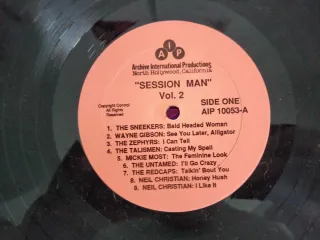 AIP
Archive International Productions
North Hollywood, California
"SESSION MAN"
Vol. 2
Copyright Control
All Rights
Reserved
SIDE ONE
AIP 10053-A
1. THE SNEEKERS: Bald Headed Woman
2. WAYNE GIBSON: See You Later, Alligator
3. THE ZEPHYRS: I Can Tell
4. THE TALISMEN: Casting My Spell
5. MICKIE MOST: The Feminine Look
6. THE UNTAMED: I'll Go Crazy
7. THE REDCAPS: Talkin' Bout You
8. NEIL CHRISTIAN: Honey Hush
9. NEIL CHRISTIAN: I Like It